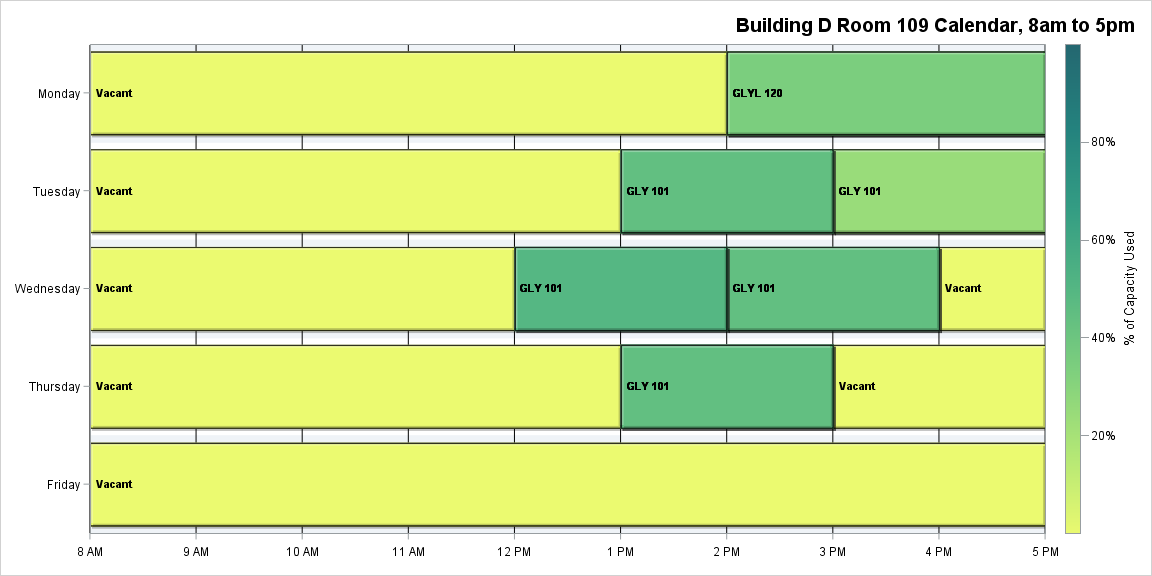 Building D Room 109 Calendar, 8am to 5pm
Monday
Vacant
GLYL 120
Tuesday
Vacant
GLY 101
GLY 101
Wednesday
Vacant
GLY 101
GLY 101
Vacant
Thursday
Vacant
GLY 101
Vacant
Friday
Vacant
8 AM
9 AM
10 AM
11 AM
12 PM
1 PM
2 PM
3 PM
4 PM
5 PM
80%
60%
40%
20%
% of Capacity Used